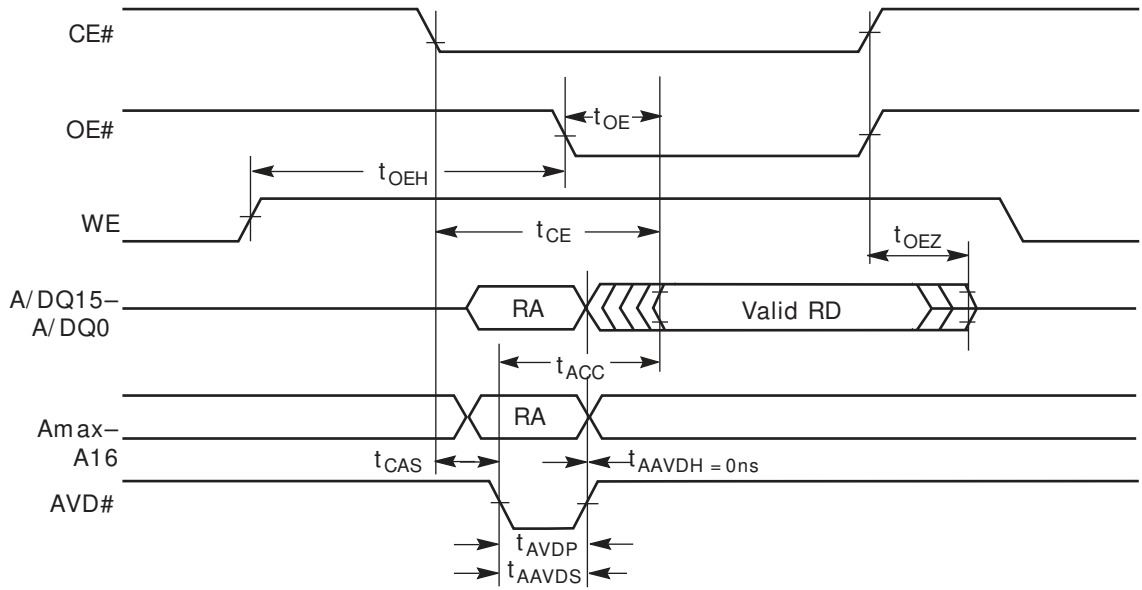 CE#
OE#
tOE
tOEH
WE
tCE
tOEZ
A/DQ15–
A/DQ0
RA
Valid RD
tACC
Amax–
A16
RA
tCAS
tAAVDH = 0ns
AVD#
tAVDP
tAAVDS